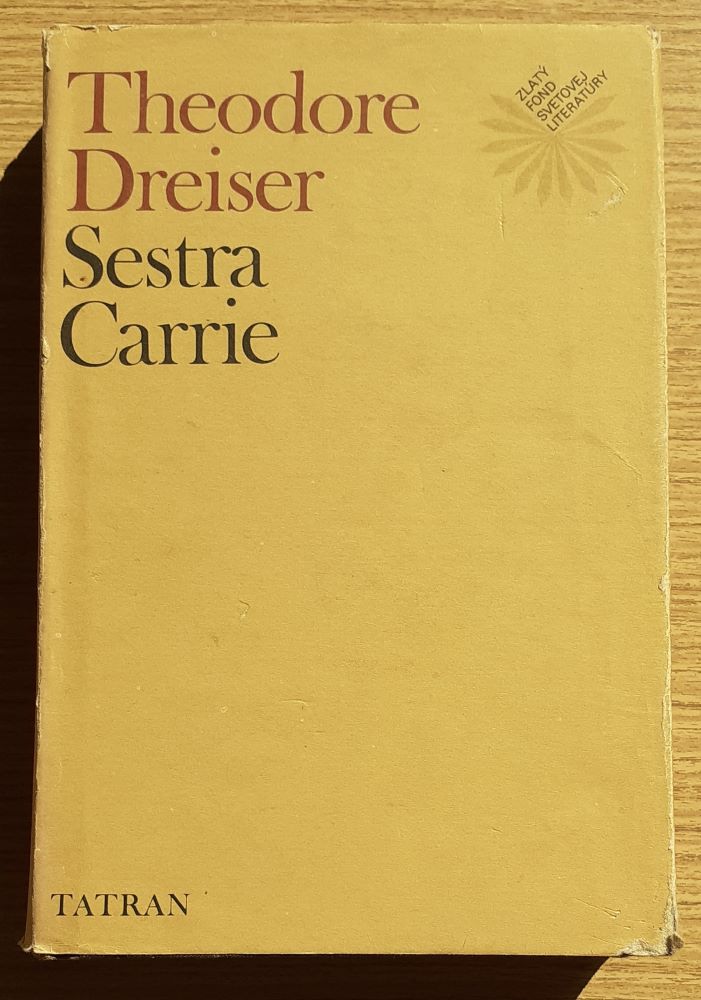 Theodore
Dreiser
Sestra
Carrie
ZLATÝ
FOND
SVETOVEJ
LITERATÚRY
TATRAN